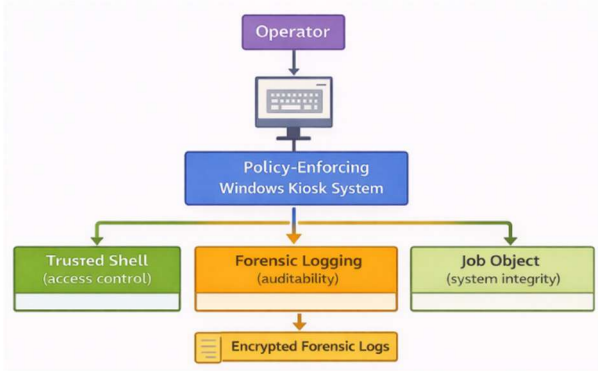 Operator
Policy-Enforcing
Windows Kiosk System
Trusted Shell
(access control)
Forensic Logging
(auditability)
Job Object
(system integrity)
Encrypted Forensic Logs